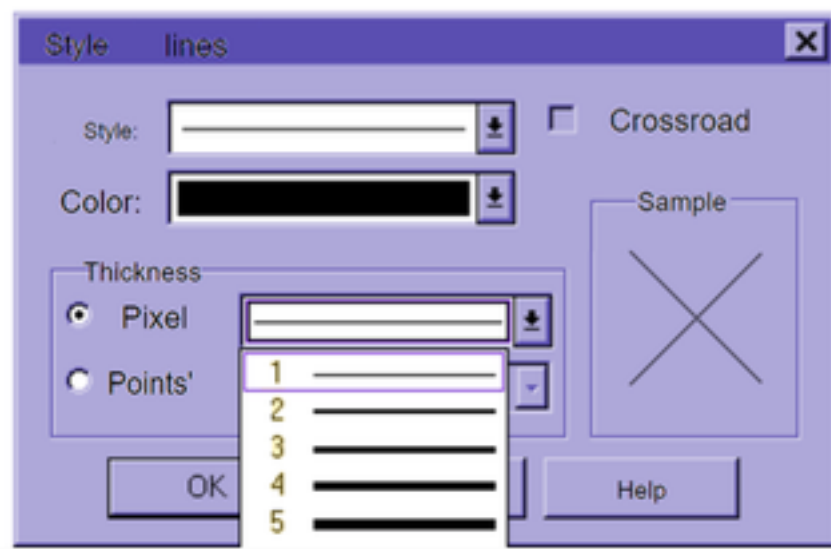 Style lines
Style:
Crossroad
Color:
Sample
Thickness
Pixel
Points'
1
2
3
4
5
OK
Help